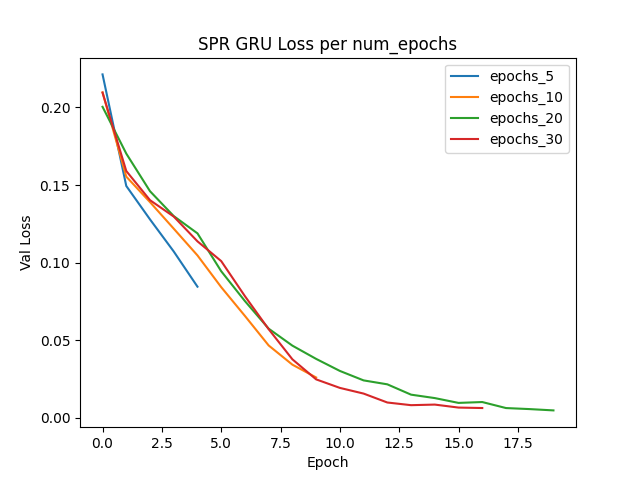 SPR GRU Loss per num_epochs
epochs_5
epochs_10
epochs_20
epochs_30
Val Loss
0.20
0.15
0.10
0.05
0.00
0.0 2.5 5.0 7.5 10.0 12.5 15.0 17.5
Epoch